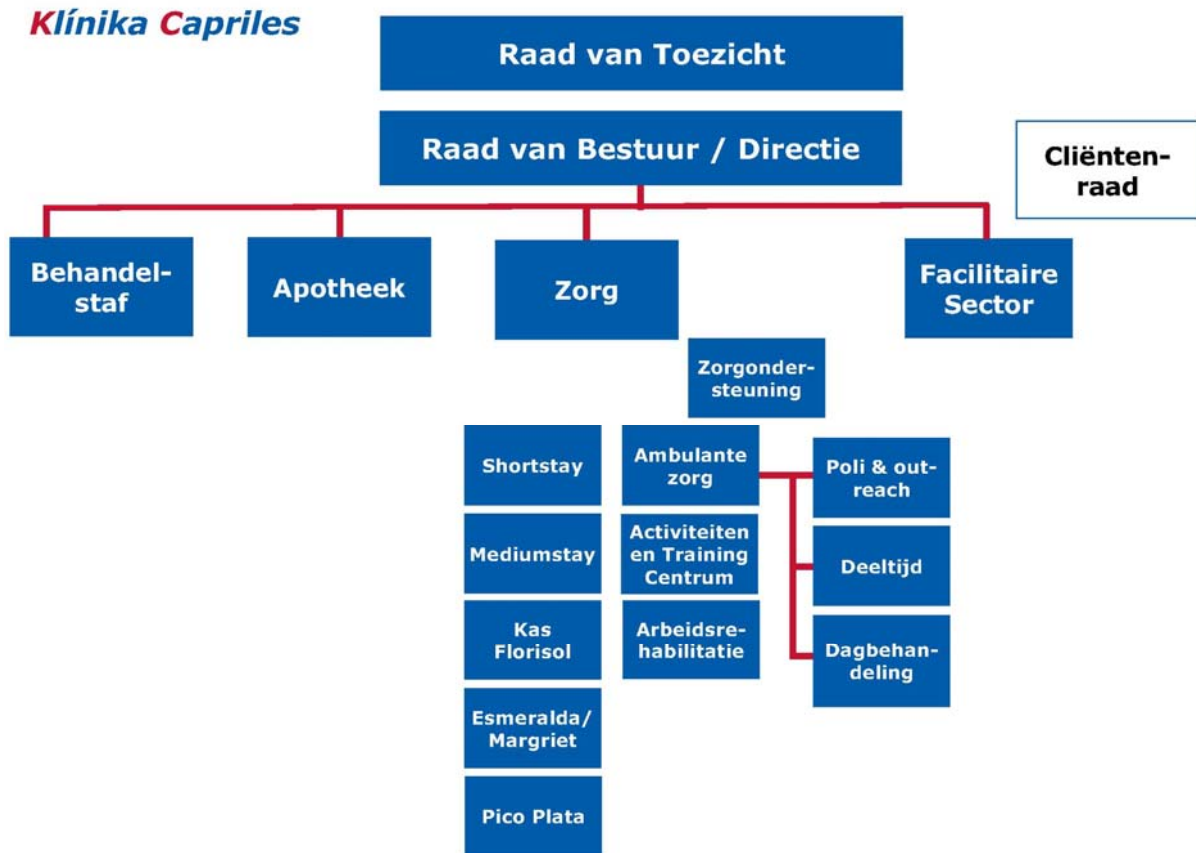 Klínika Capriles
Raad van Toezicht
Raad van Bestuur / Directie
Cliënten-
raad
Behandel-
staf
Apotheek
Zorg
Facilitaire
Sector
Zorgonder-
steuning
Shortstay
Ambulante
zorg
Poli & out-
reach
Mediumstay
Activiteiten
en Training
Centrum
Deeltijd
Kas
Florisol
Arbeidsre-
habilitatie
Dagbehan-
deling
Esmeralda/
Margriet
Pico Plata